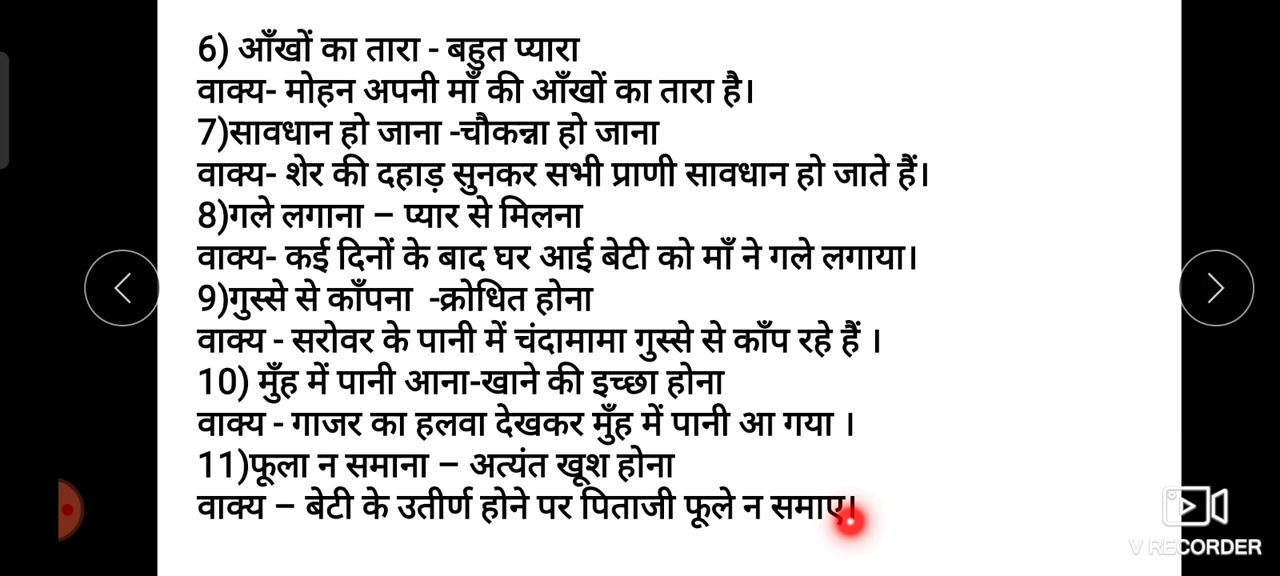 6) आँखों का तारा - बहुत प्यारा
वाक्य- मोहन अपनी माँ की आँखों का तारा है।
7)सावधान हो जाना -चौकन्ना हो जाना
वाक्य- शेर की दहाड़ सुनकर सभी प्राणी सावधान हो जाते हैं।
8)गले लगाना – प्यार से मिलना
वाक्य- कई दिनों के बाद घर आई बेटी को माँ ने गले लगाया।
9)गुस्से से काँपना -क्रोधित होना
वाक्य - सरोवर के पानी में चंदामामा गुस्से से काँप रहे हैं ।
10) मुँह में पानी आना-खाने की इच्छा होना
वाक्य - गाजर का हलवा देखकर मुँह में पानी आ गया ।
11)फूला न समाना – अत्यंत खूश होना
वाक्य – बेटी के उतीर्ण होने पर पिताजी फूले न समाए।
V RECORDER